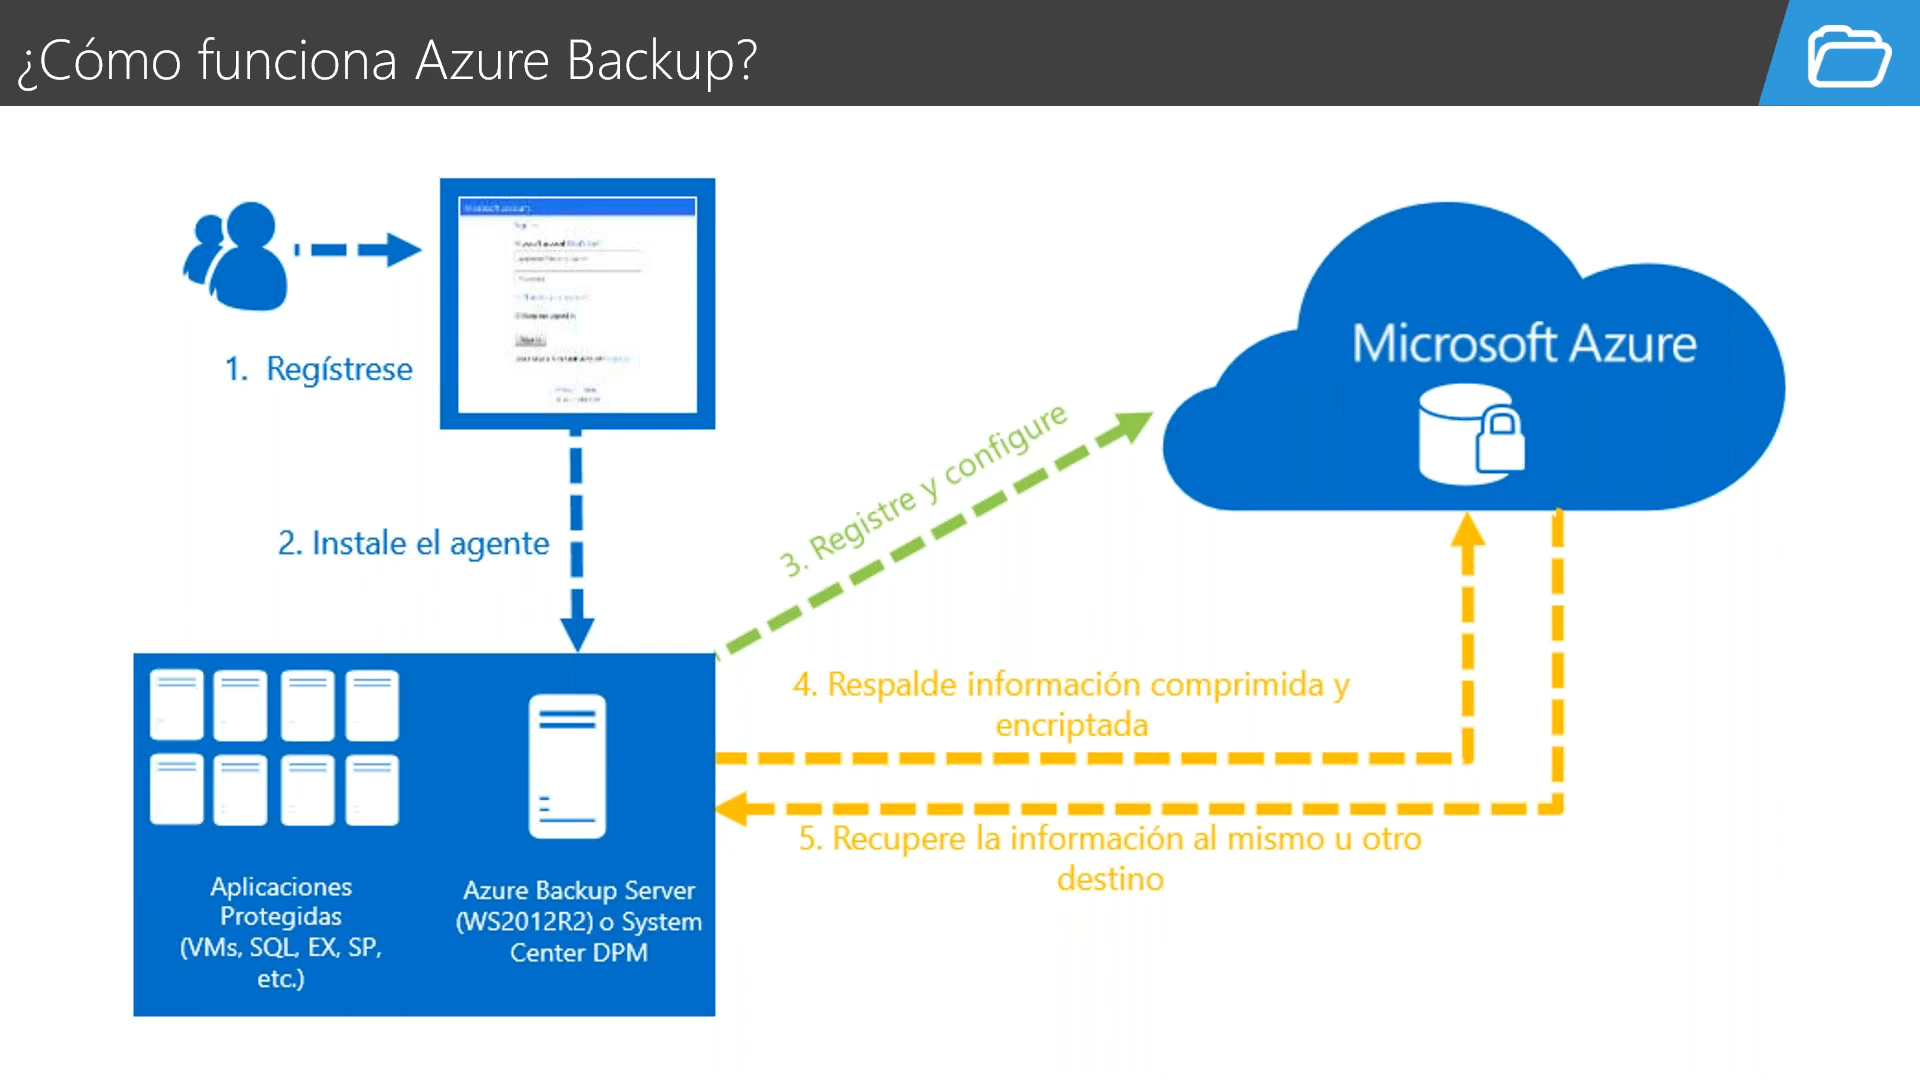 ¿Cómo funciona Azure Backup?
1. Regístrese
2. Instale el agente
3. Registre y configure
Microsoft Azure
4. Respalde información comprimida y
encriptada
5. Recupere la información al mismo u otro
destino
Aplicaciones
Protegidas
(VMs, SQL, EX, SP,
etc.)
Azure Backup Server
(WS2012R2) o System
Center DPM